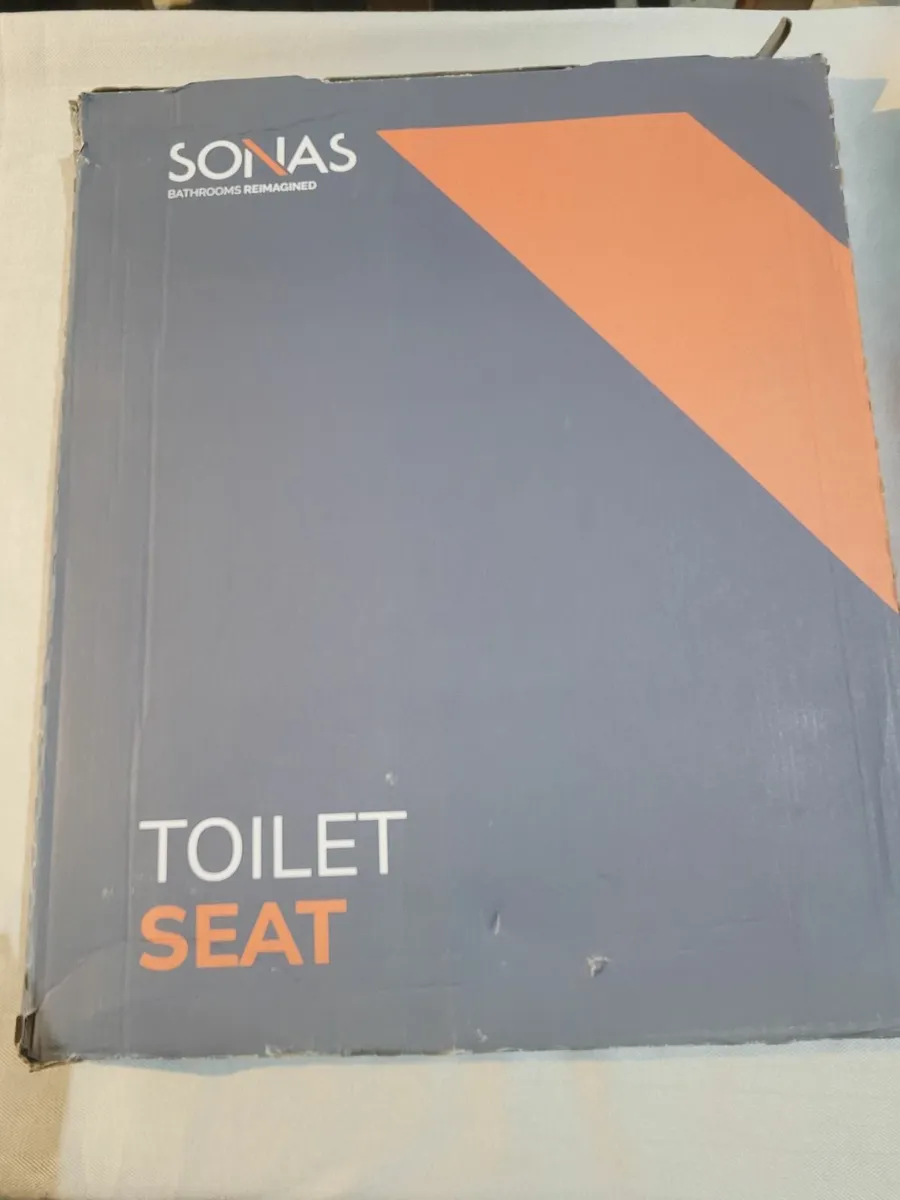 SONAS
BATHROOMS REIMAGINED
TOILET
SEAT